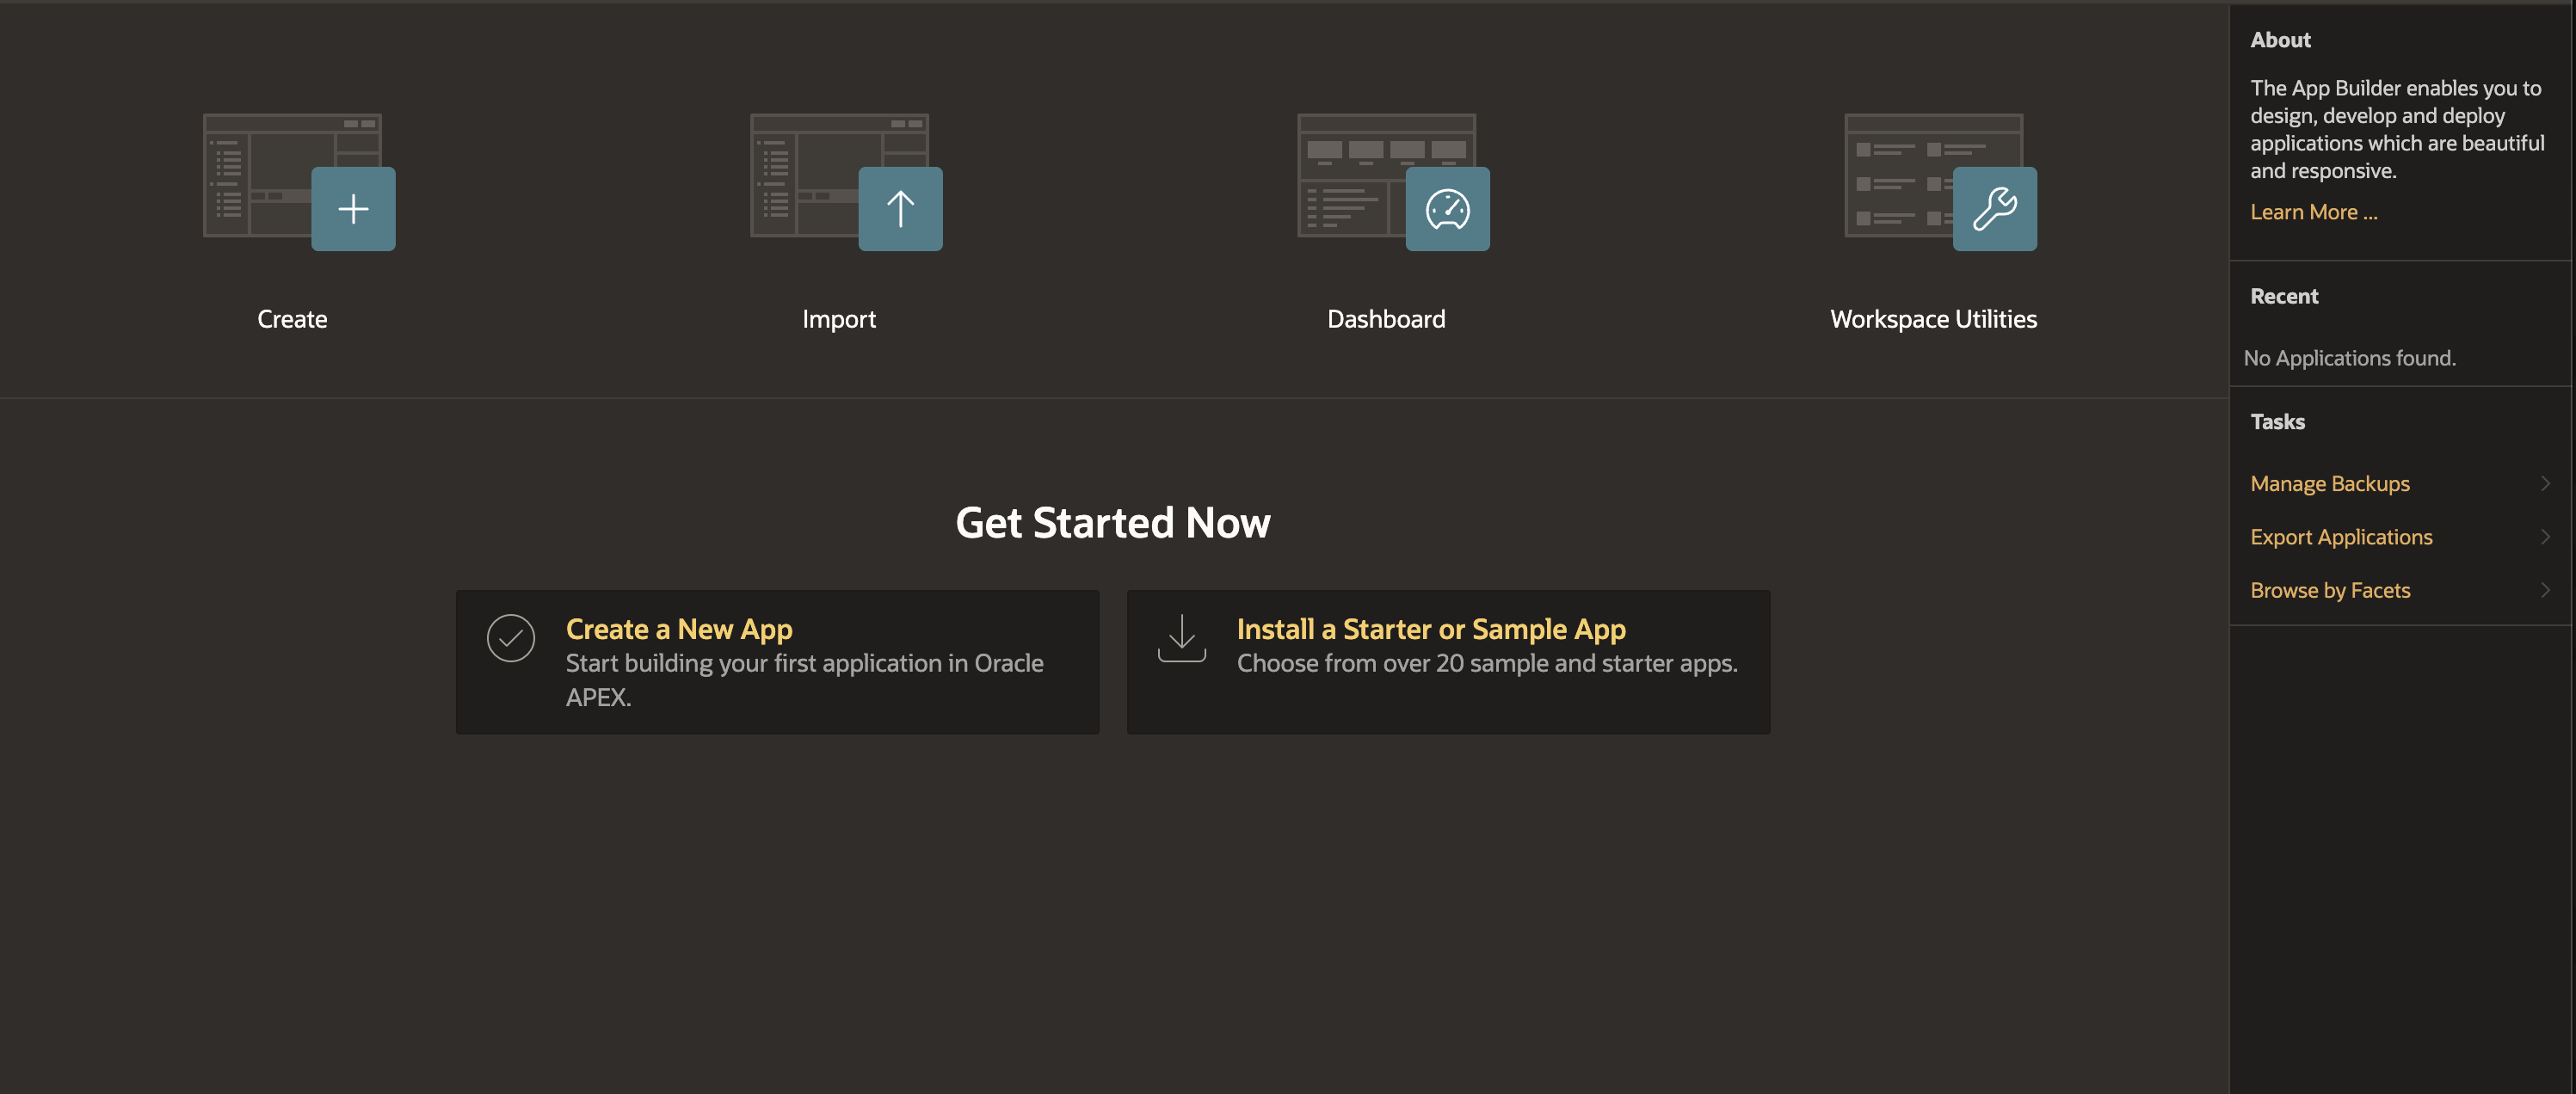 Create
Import
Dashboard
Workspace Utilities
Get Started Now
Create a New App
Start building your first application in Oracle
APEX.
Install a Starter or Sample App
Choose from over 20 sample and starter apps.
About
The App Builder enables you to
design, develop and deploy
applications which are beautiful
and responsive.
Learn More ...
Recent
No Applications found.
Tasks
Manage Backups
Export Applications
Browse by Facets